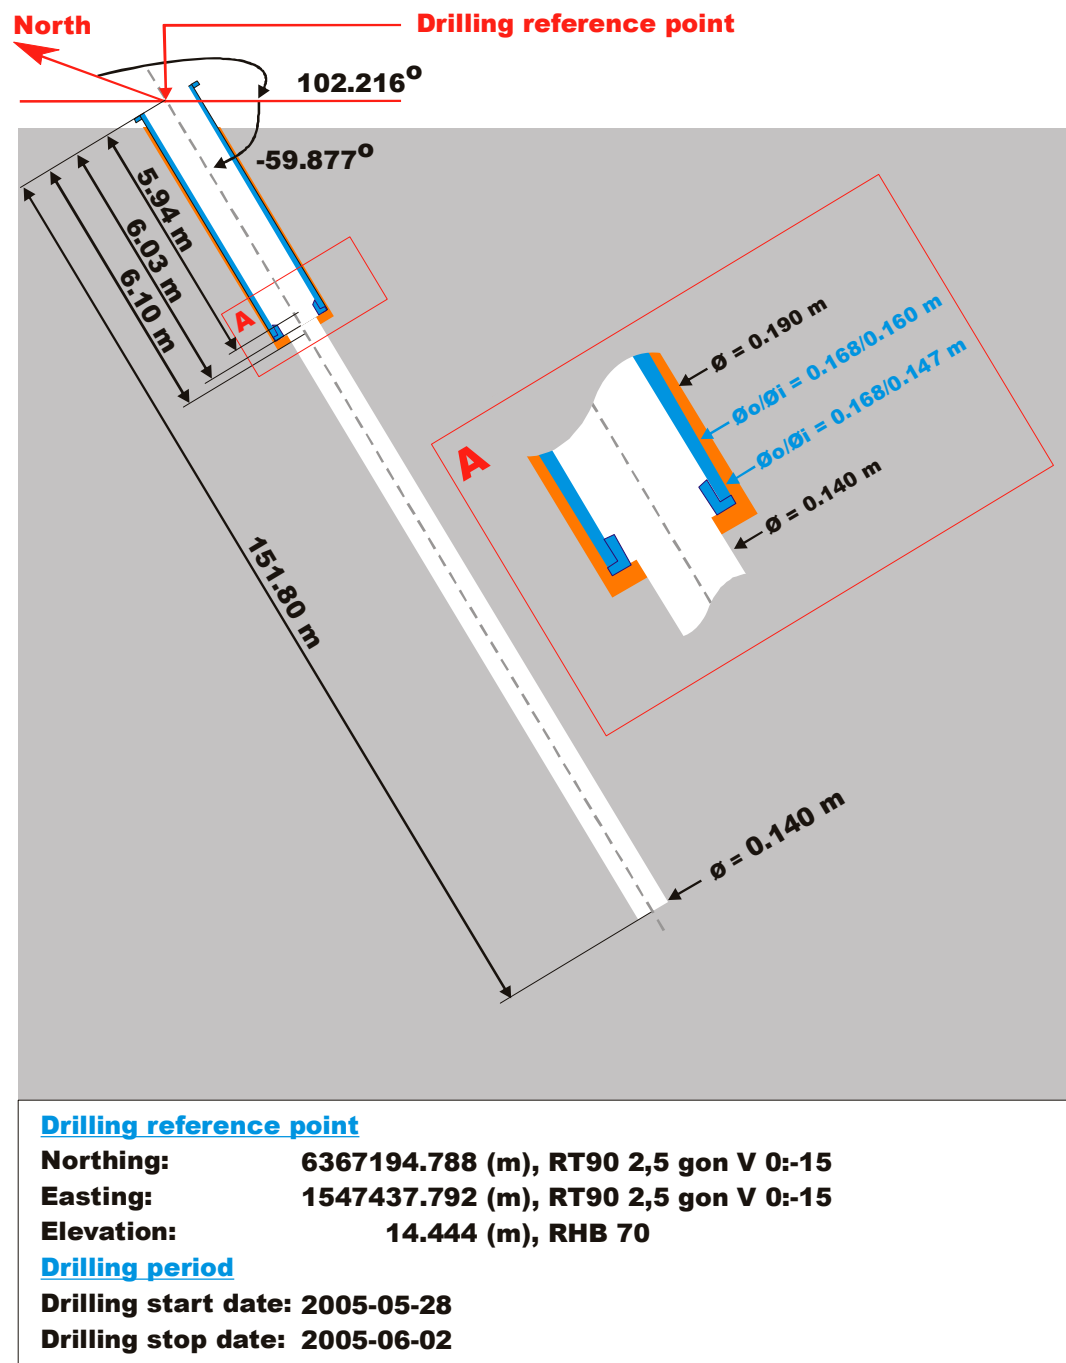 North
Drilling reference point
102.216°
-59.877°
5.94 m
6.03 m
6.10 m
A
ø = 0.190 m
Øo/Øi = 0.168/0.160 m
Øo/Øi = 0.168/0.147 m
A
ø = 0.140 m
151.80 m
ø = 0.140 m
Drilling reference point
Northing: 6367194.788 (m), RT90 2,5 gon V 0:-15
Easting: 1547437.792 (m), RT90 2,5 gon V 0:-15
Elevation: 14.444 (m), RHB 70
Drilling period
Drilling start date: 2005-05-28
Drilling stop date: 2005-06-02